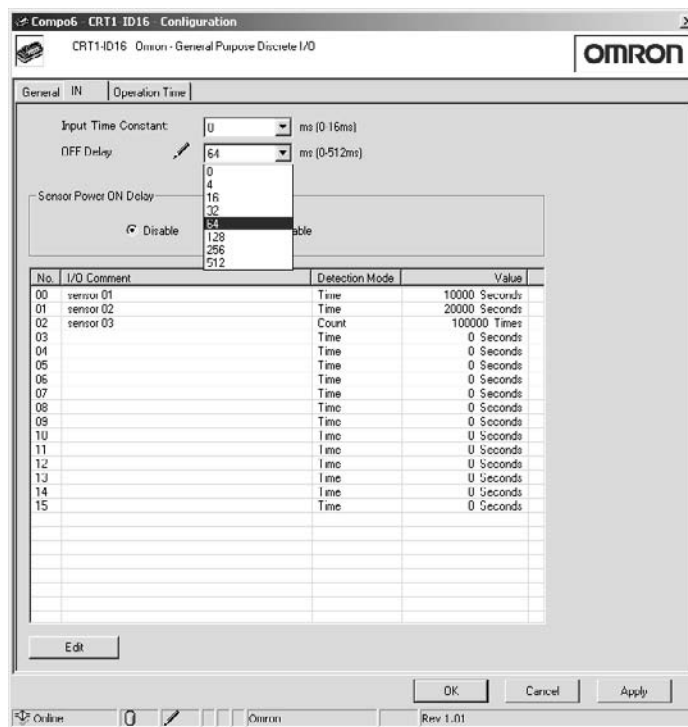 Compo6 - CRT1-ID16 - Configuration
CRT1-ID16 Omron - General Purpose Discrete I/O
OMRON
General IN Operation Time
Input Time Constant: 0 ms (0-16ms)
OFF Delay 64 ms (0-512ms)
0
4
16
32
64
128
256
512
Sensor Power ON Delay
Disable able
No. I/O Comment Detection Mode Value
00 sensor 01 Time 10000 Seconds
01 sensor 02 Time 20000 Seconds
02 sensor 03 Count 100000 Times
03 Time 0 Seconds
04 Time 0 Seconds
05 Time 0 Seconds
06 Time 0 Seconds
07 Time 0 Seconds
08 Time 0 Seconds
09 Time 0 Seconds
10 Time 0 Seconds
11 Time 0 Seconds
12 Time 0 Seconds
13 Time 0 Seconds
14 Time 0 Seconds
15 Time 0 Seconds
Edit
OK Cancel Apply
Online Omron Rev 1.01